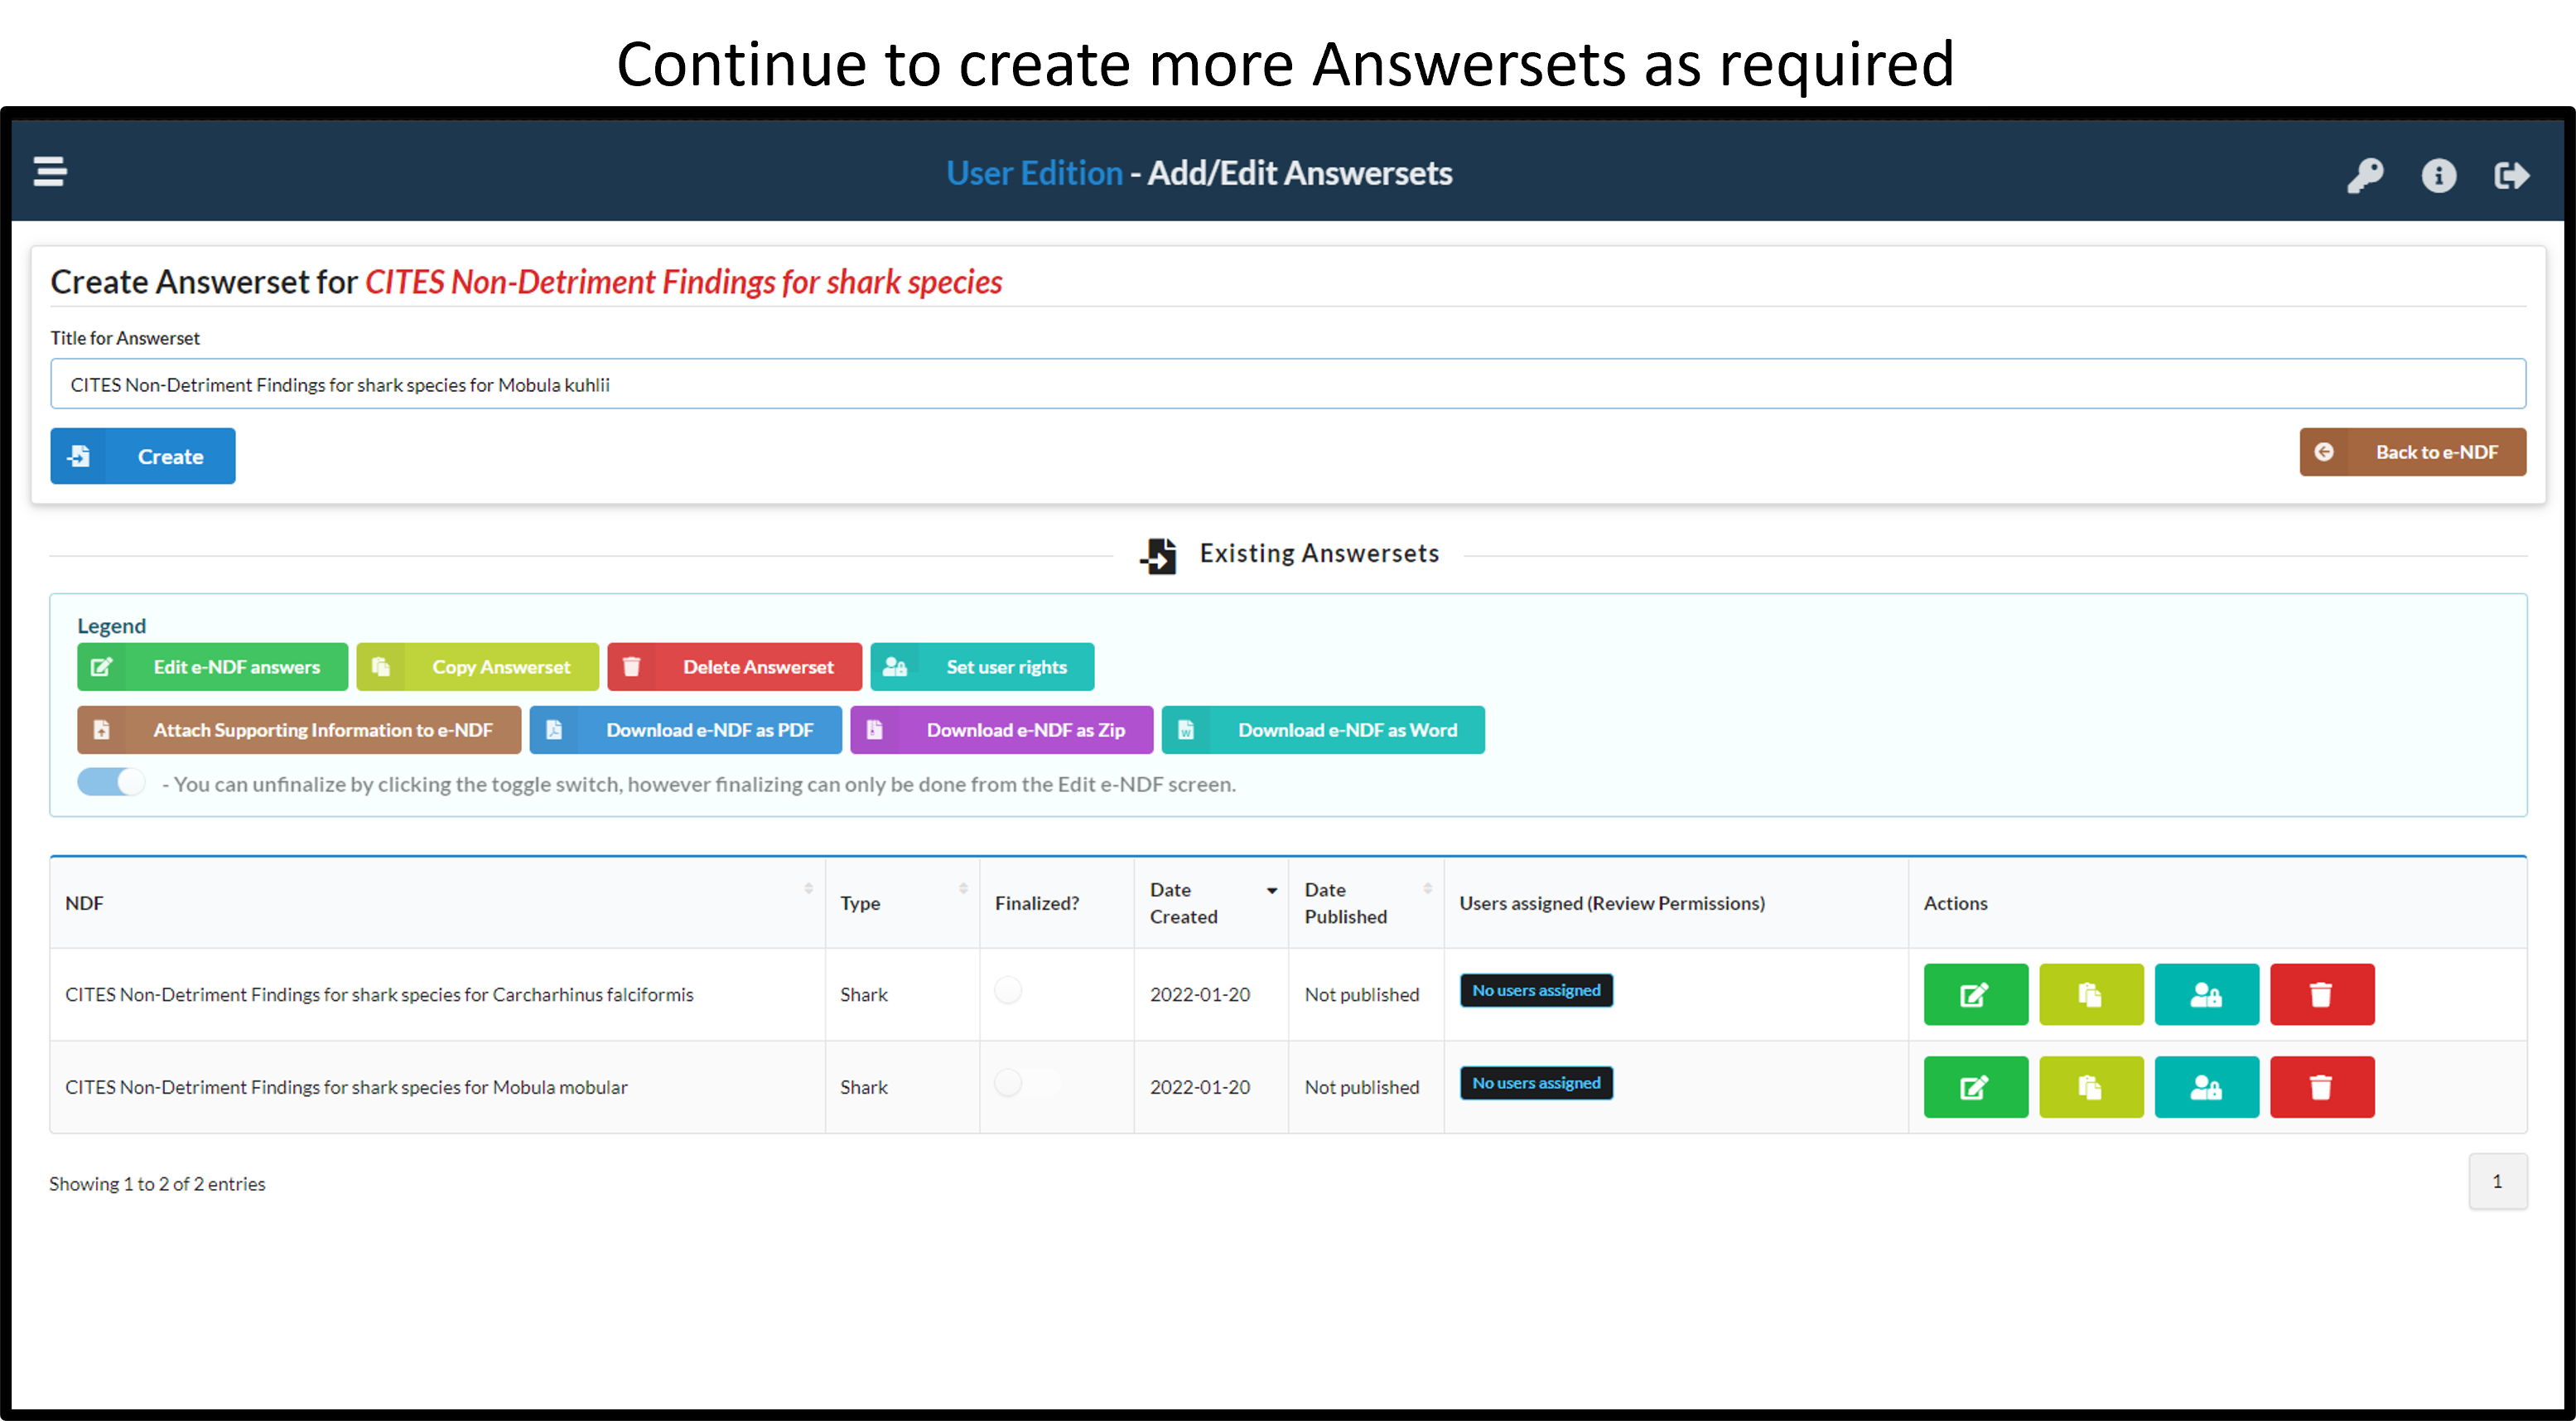 Continue to create more Answersets as required
User Edition - Add/Edit Answersets
Create Answerset for CITES Non-Detriment Findings for shark species
Title for Answerset
CITES Non-Detriment Findings for shark species for Mobula kuhlii
Create
Back to e-NDF
Existing Answersets
Legend
Edit e-NDF answers Copy Answerset Delete Answerset Set user rights
Attach Supporting Information to e-NDF Download e-NDF as PDF Download e-NDF as Zip Download e-NDF as Word
- You can unfinalize by clicking the toggle switch, however finalizing can only be done from the Edit e-NDF screen.
NDF Type Finalized? Date Created Date Published Users assigned (Review Permissions) Actions
CITES Non-Detriment Findings for shark species for Carcharhinus falciformis Shark 2022-01-20 Not published No users assigned
CITES Non-Detriment Findings for shark species for Mobula mobular Shark 2022-01-20 Not published No users assigned
Showing 1 to 2 of 2 entries
1